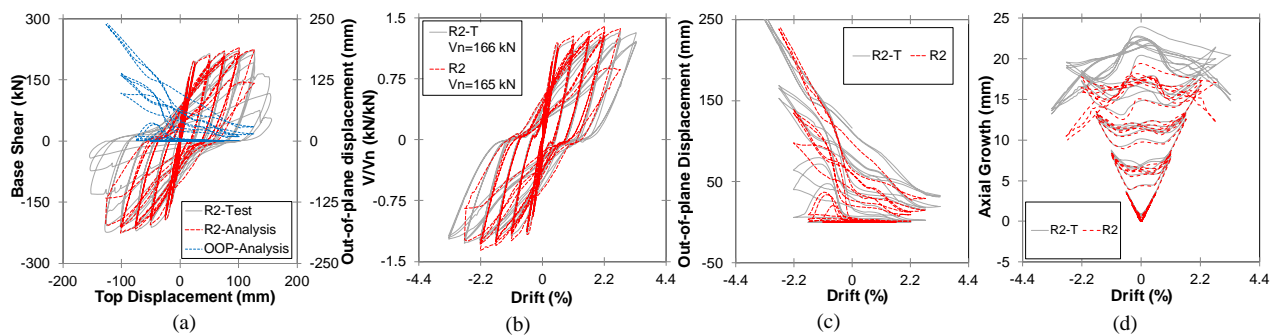 300
150
0
-150
-300
-200
-100
0
100
200
250
125
0
-125
-250
Base Shear (kN)
Top Displacement (mm)
Out-of-plane displacement (mm)
R2-Test
R2-Analysis
OOP-Analysis
(a)
1.5
0.75
0
-0.75
-1.5
-4.4
-2.2
0
2.2
4.4
V/Vn (kN/kN)
Drift (%)
R2-T
Vn=166 kN
R2
Vn=165 kN
(b)
250
150
50
-50
-4.4
-2.2
0
2.2
4.4
Out-of-plane Displacement (mm)
Drift (%)
R2-T
R2
(c)
25
20
15
10
5
0
-5
-4.4
-2.2
0
2.2
4.4
Axial Growth (mm)
Drift (%)
R2-T
R2
(d)